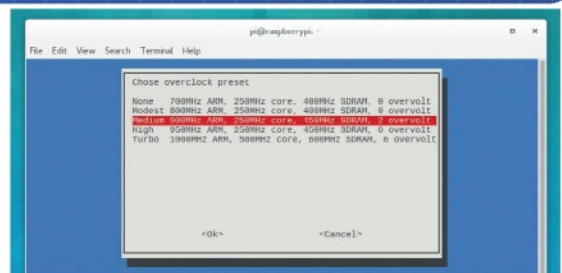 pi@raspberrypi: ~
File Edit View Search Terminal Help
Chose overclock preset
None 700MHz ARM, 250MHz core, 400MHz SDRAM, 0 overvolt
Modest 800MHz ARM, 250MHz core, 400MHz SDRAM, 0 overvolt
Medium 900MHz ARM, 250MHz core, 450MHz SDRAM, 2 overvolt
High 950MHz ARM, 250MHz core, 450MHz SDRAM, 6 overvolt
Turbo 1000MHz ARM, 500MHz core, 600MHz SDRAM, 6 overvolt
<Ok> <Cancel>